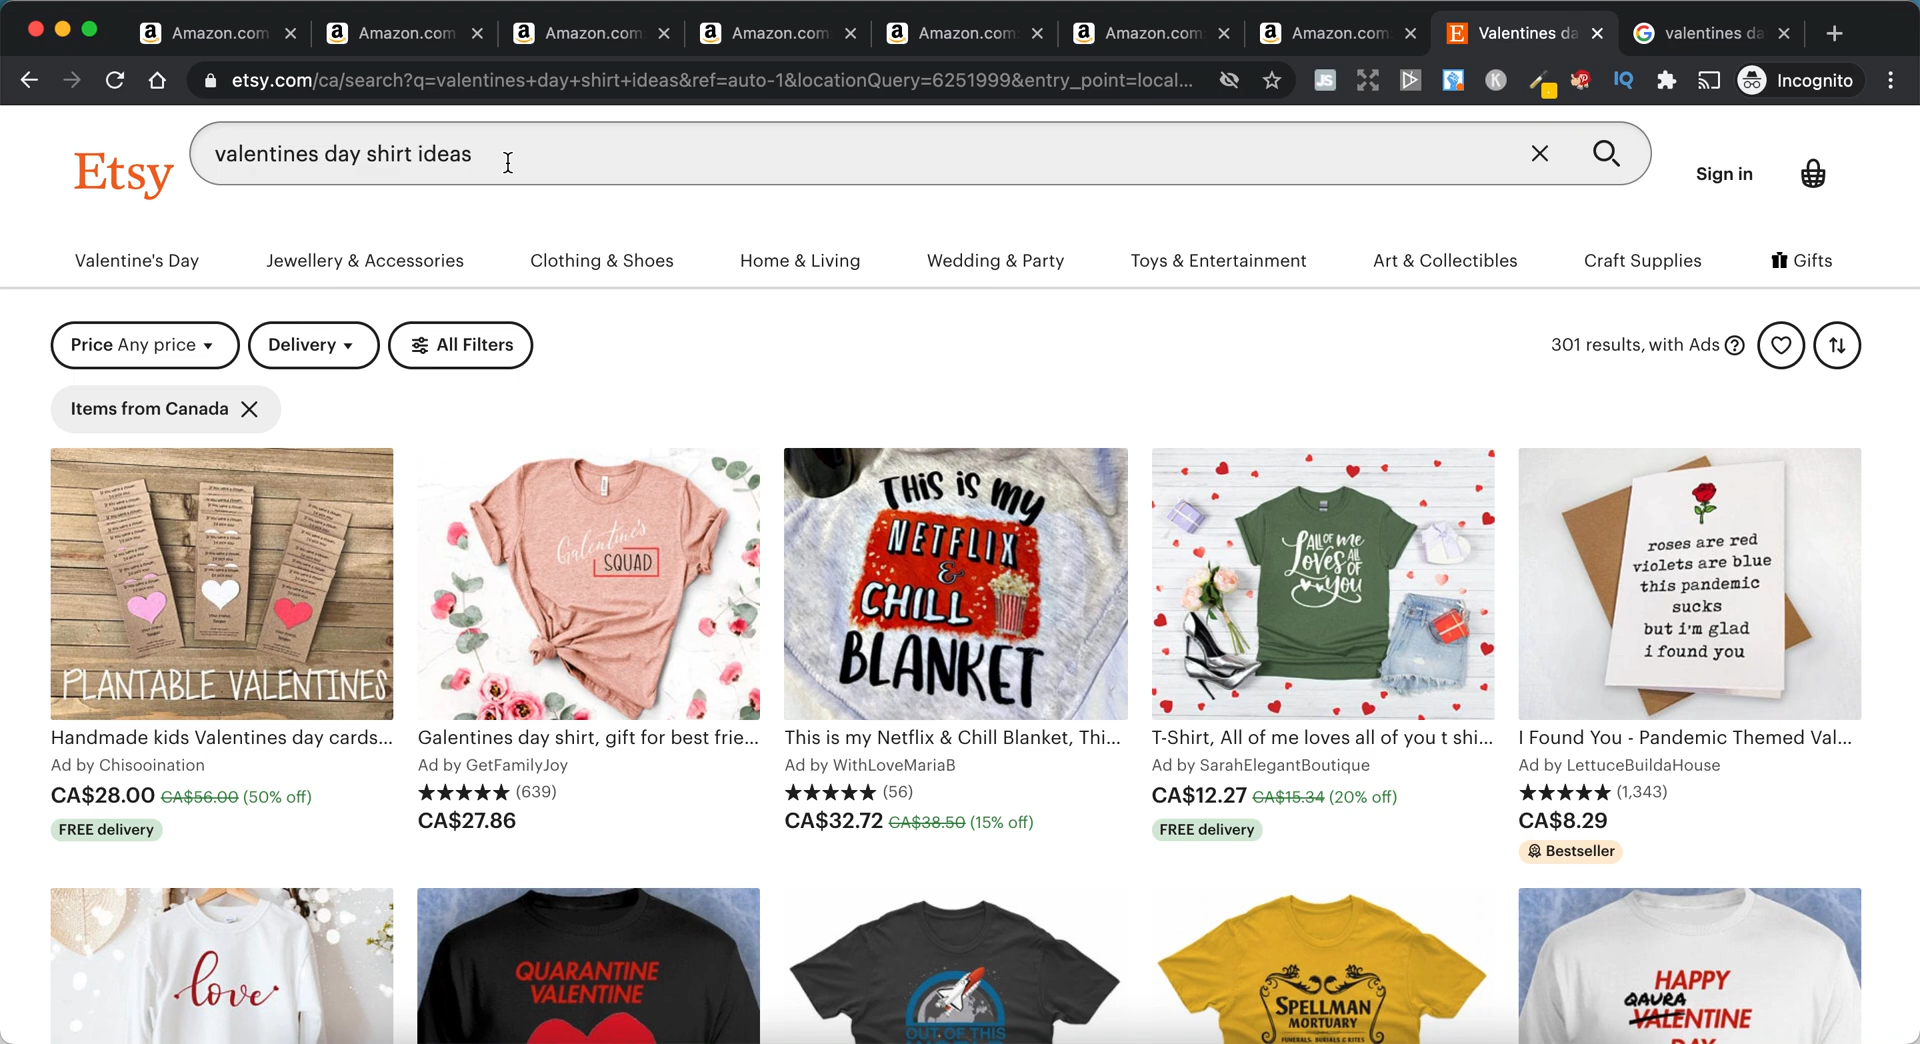 Amazon.com
Amazon.com
Amazon.com
Amazon.com
Amazon.com
Amazon.com
Amazon.com
Valentines da
valentines da
etsy.com/ca/search?q=valentines+day+shirt+ideas&ref=auto-1&locationQuery=6251999&entry_point=local...
Incognito
Etsy
valentines day shirt ideas
Sign in
Valentine's Day
Jewellery & Accessories
Clothing & Shoes
Home & Living
Wedding & Party
Toys & Entertainment
Art & Collectibles
Craft Supplies
Gifts
Price Any price
Delivery
All Filters
301 results, with Ads
Items from Canada
PLANTABLE VALENTINES
Galentine's
SQUAD
THIS is my
NETFLIX
&
CHILL
BLANKET
ALL OF me
Loves ALL OF
You
roses are red
violets are blue
this pandemic
sucks
but i'm glad
i found you
Handmade kids Valentines day cards...
Ad by Chisooination
CA$28.00 CA$56.00 (50% off)
FREE delivery
Galentines day shirt, gift for best frie...
Ad by GetFamilyJoy
(639)
CA$27.86
This is my Netflix & Chill Blanket, Thi...
Ad by WithLoveMariaB
(56)
CA$32.72 CA$38.50 (15% off)
T-Shirt, All of me loves all of you t shi...
Ad by SarahElegantBoutique
CA$12.27 CA$15.34 (20% off)
FREE delivery
I Found You - Pandemic Themed Val...
Ad by LettuceBuildaHouse
(1,343)
CA$8.29
Bestseller
love
QUARANTINE
VALENTINE
OUT OF THIS
SPELLMAN
MORTUARY
FUNERALS, BURIALS & RITES
HAPPY
QAURA
VALENTINE
DAY